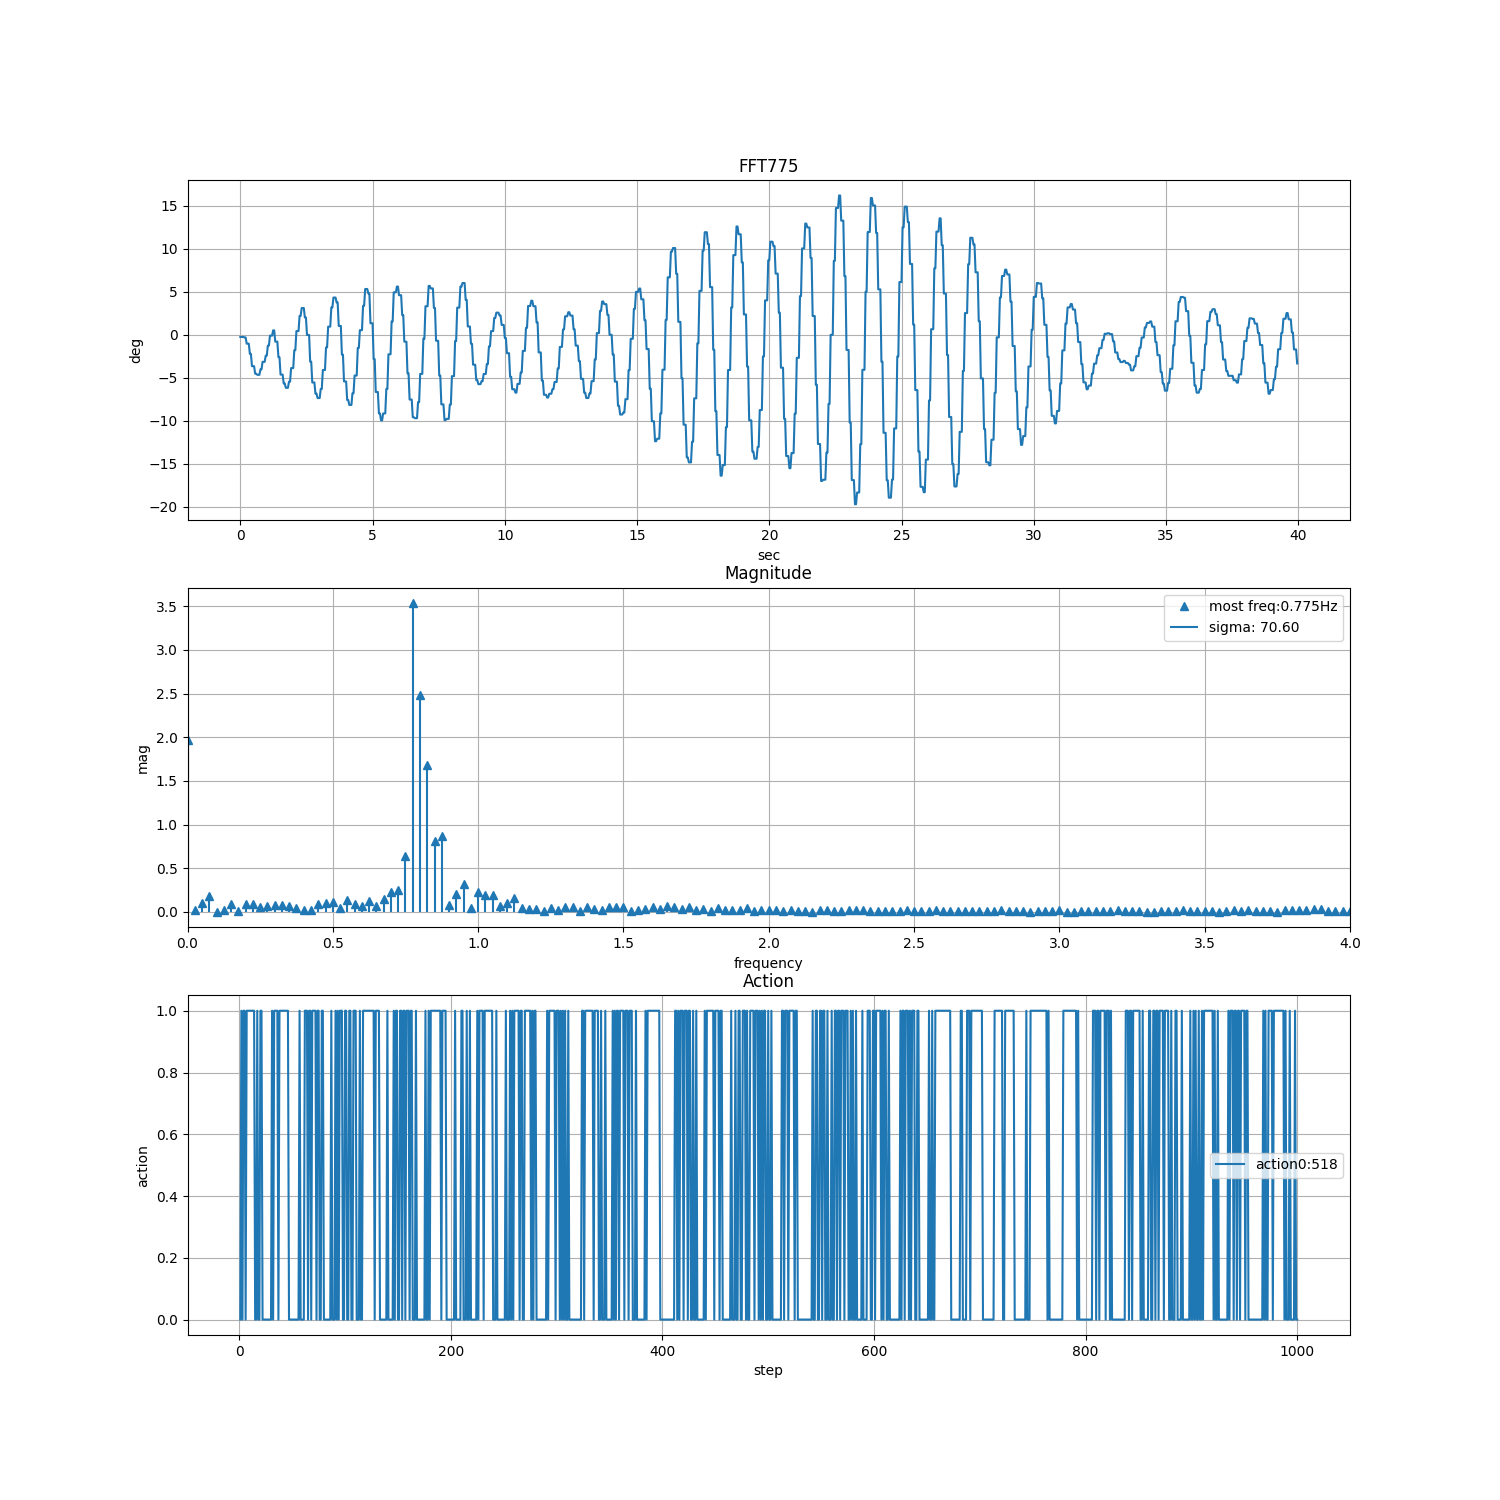 FFT775
15
10
5
0
−5
−10
−15
−20
deg
0 5 10 15 20 25 30 35 40
sec
Magnitude
3.5
3.0
2.5
2.0
1.5
1.0
0.5
0.0
mag
most freq:0.775Hz
sigma: 70.60
0.0 0.5 1.0 1.5 2.0 2.5 3.0 3.5 4.0
frequency
Action
1.0
0.8
0.6
0.4
0.2
0.0
action
action0:518
0 200 400 600 800 1000
step